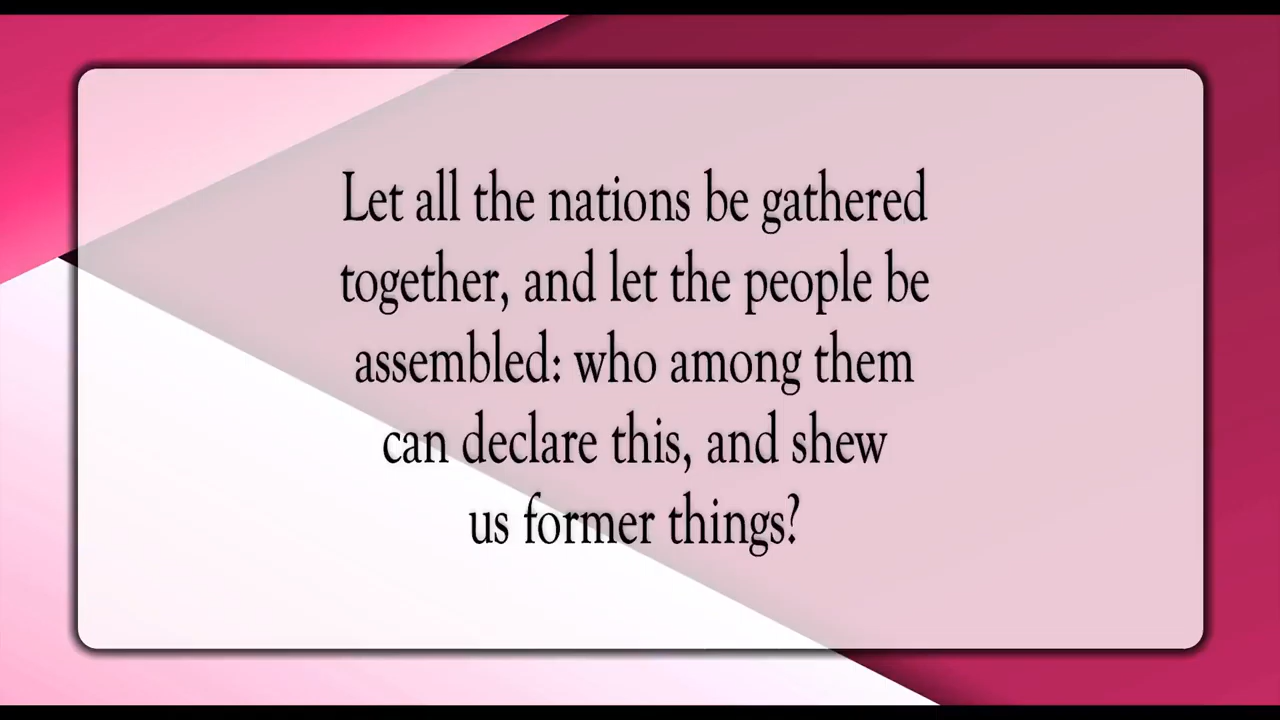 Let all the nations be gathered
together, and let the people be
assembled: who among them
can declare this, and shew
us former things?